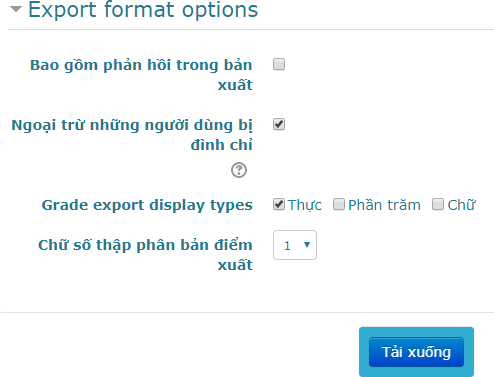 Export format options
Bao gồm phản hồi trong bản
xuất
Ngoại trừ những người dùng bị
đình chỉ
?
Grade export display types
Thực Phần trăm Chữ
Chữ số thập phân bản điểm
xuất
1
Tải xuống